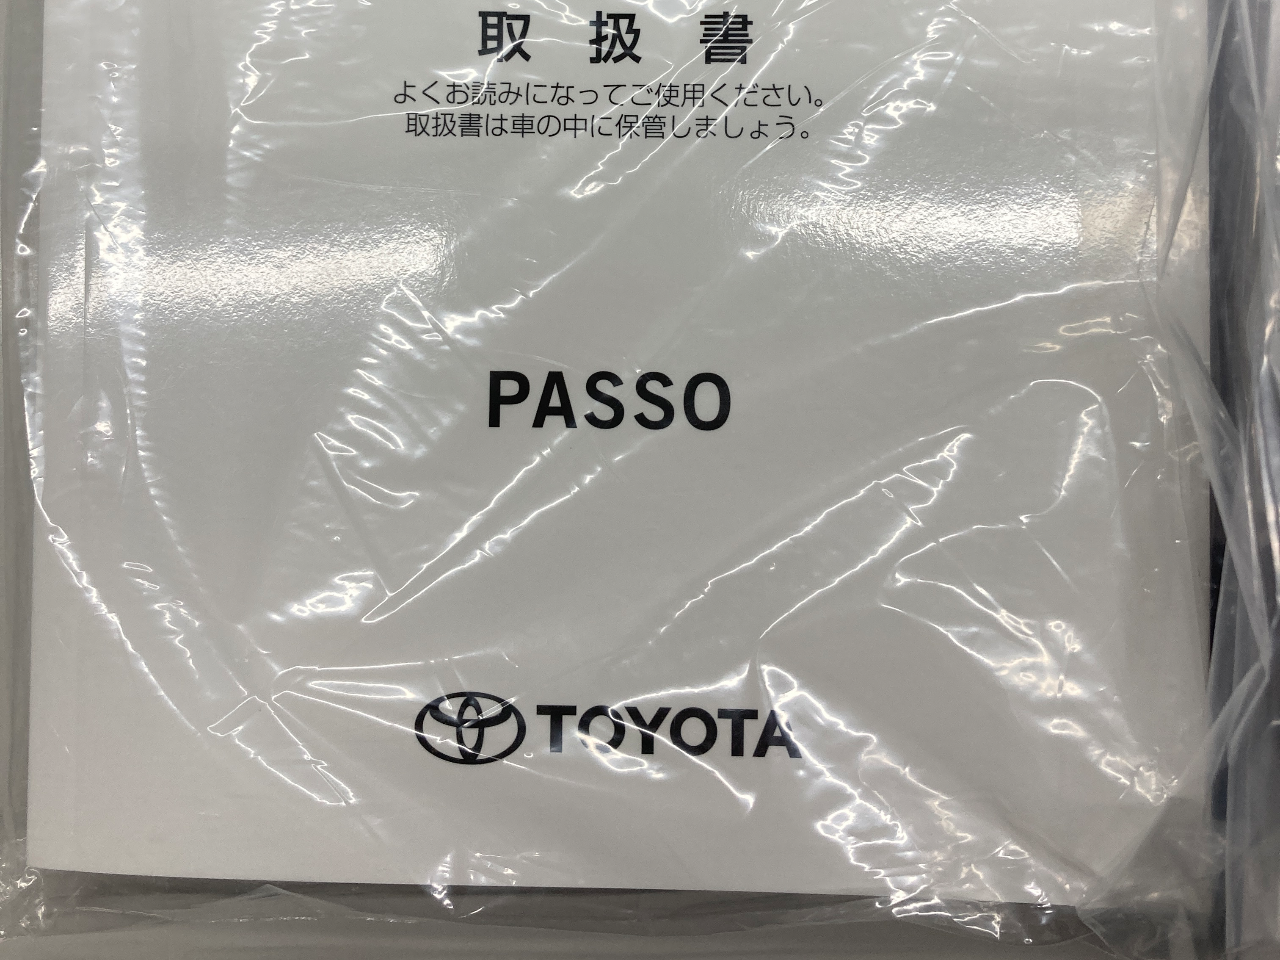 取扱書
よくお読みになってご使用ください。
取扱書は車の中に保管しましょう。
PASSO
TOYOTA